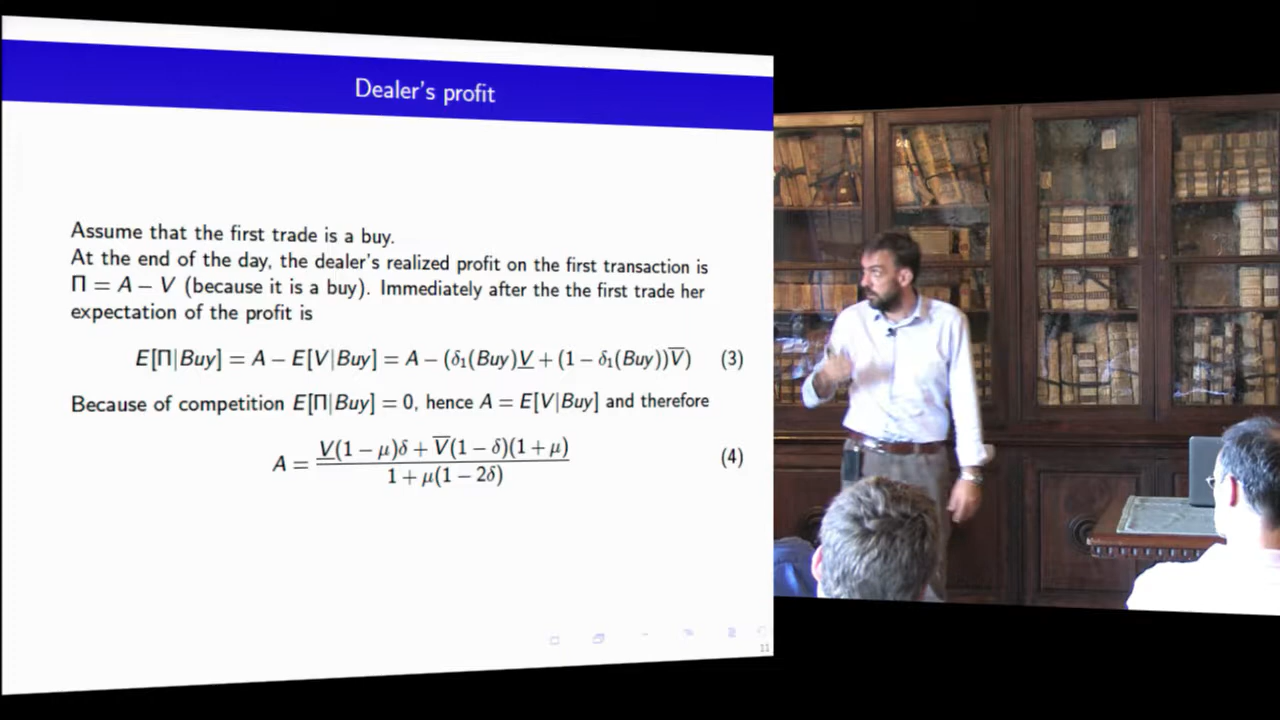 Dealer's profit
Assume that the first trade is a buy.
At the end of the day, the dealer's realized profit on the first transaction is
Π = A − V (because it is a buy). Immediately after the the first trade her
expectation of the profit is
E[Π|Buy] = A − E[V|Buy] = A − (δ₁(Buy)V̲ + (1 − δ₁(Buy))V̅) (3)
Because of competition E[Π|Buy] = 0, hence A = E[V|Buy] and therefore
A = V̲(1 − μ)δ + V̅(1 − δ)(1 + μ) (4)
1 + μ(1 − 2δ)
11